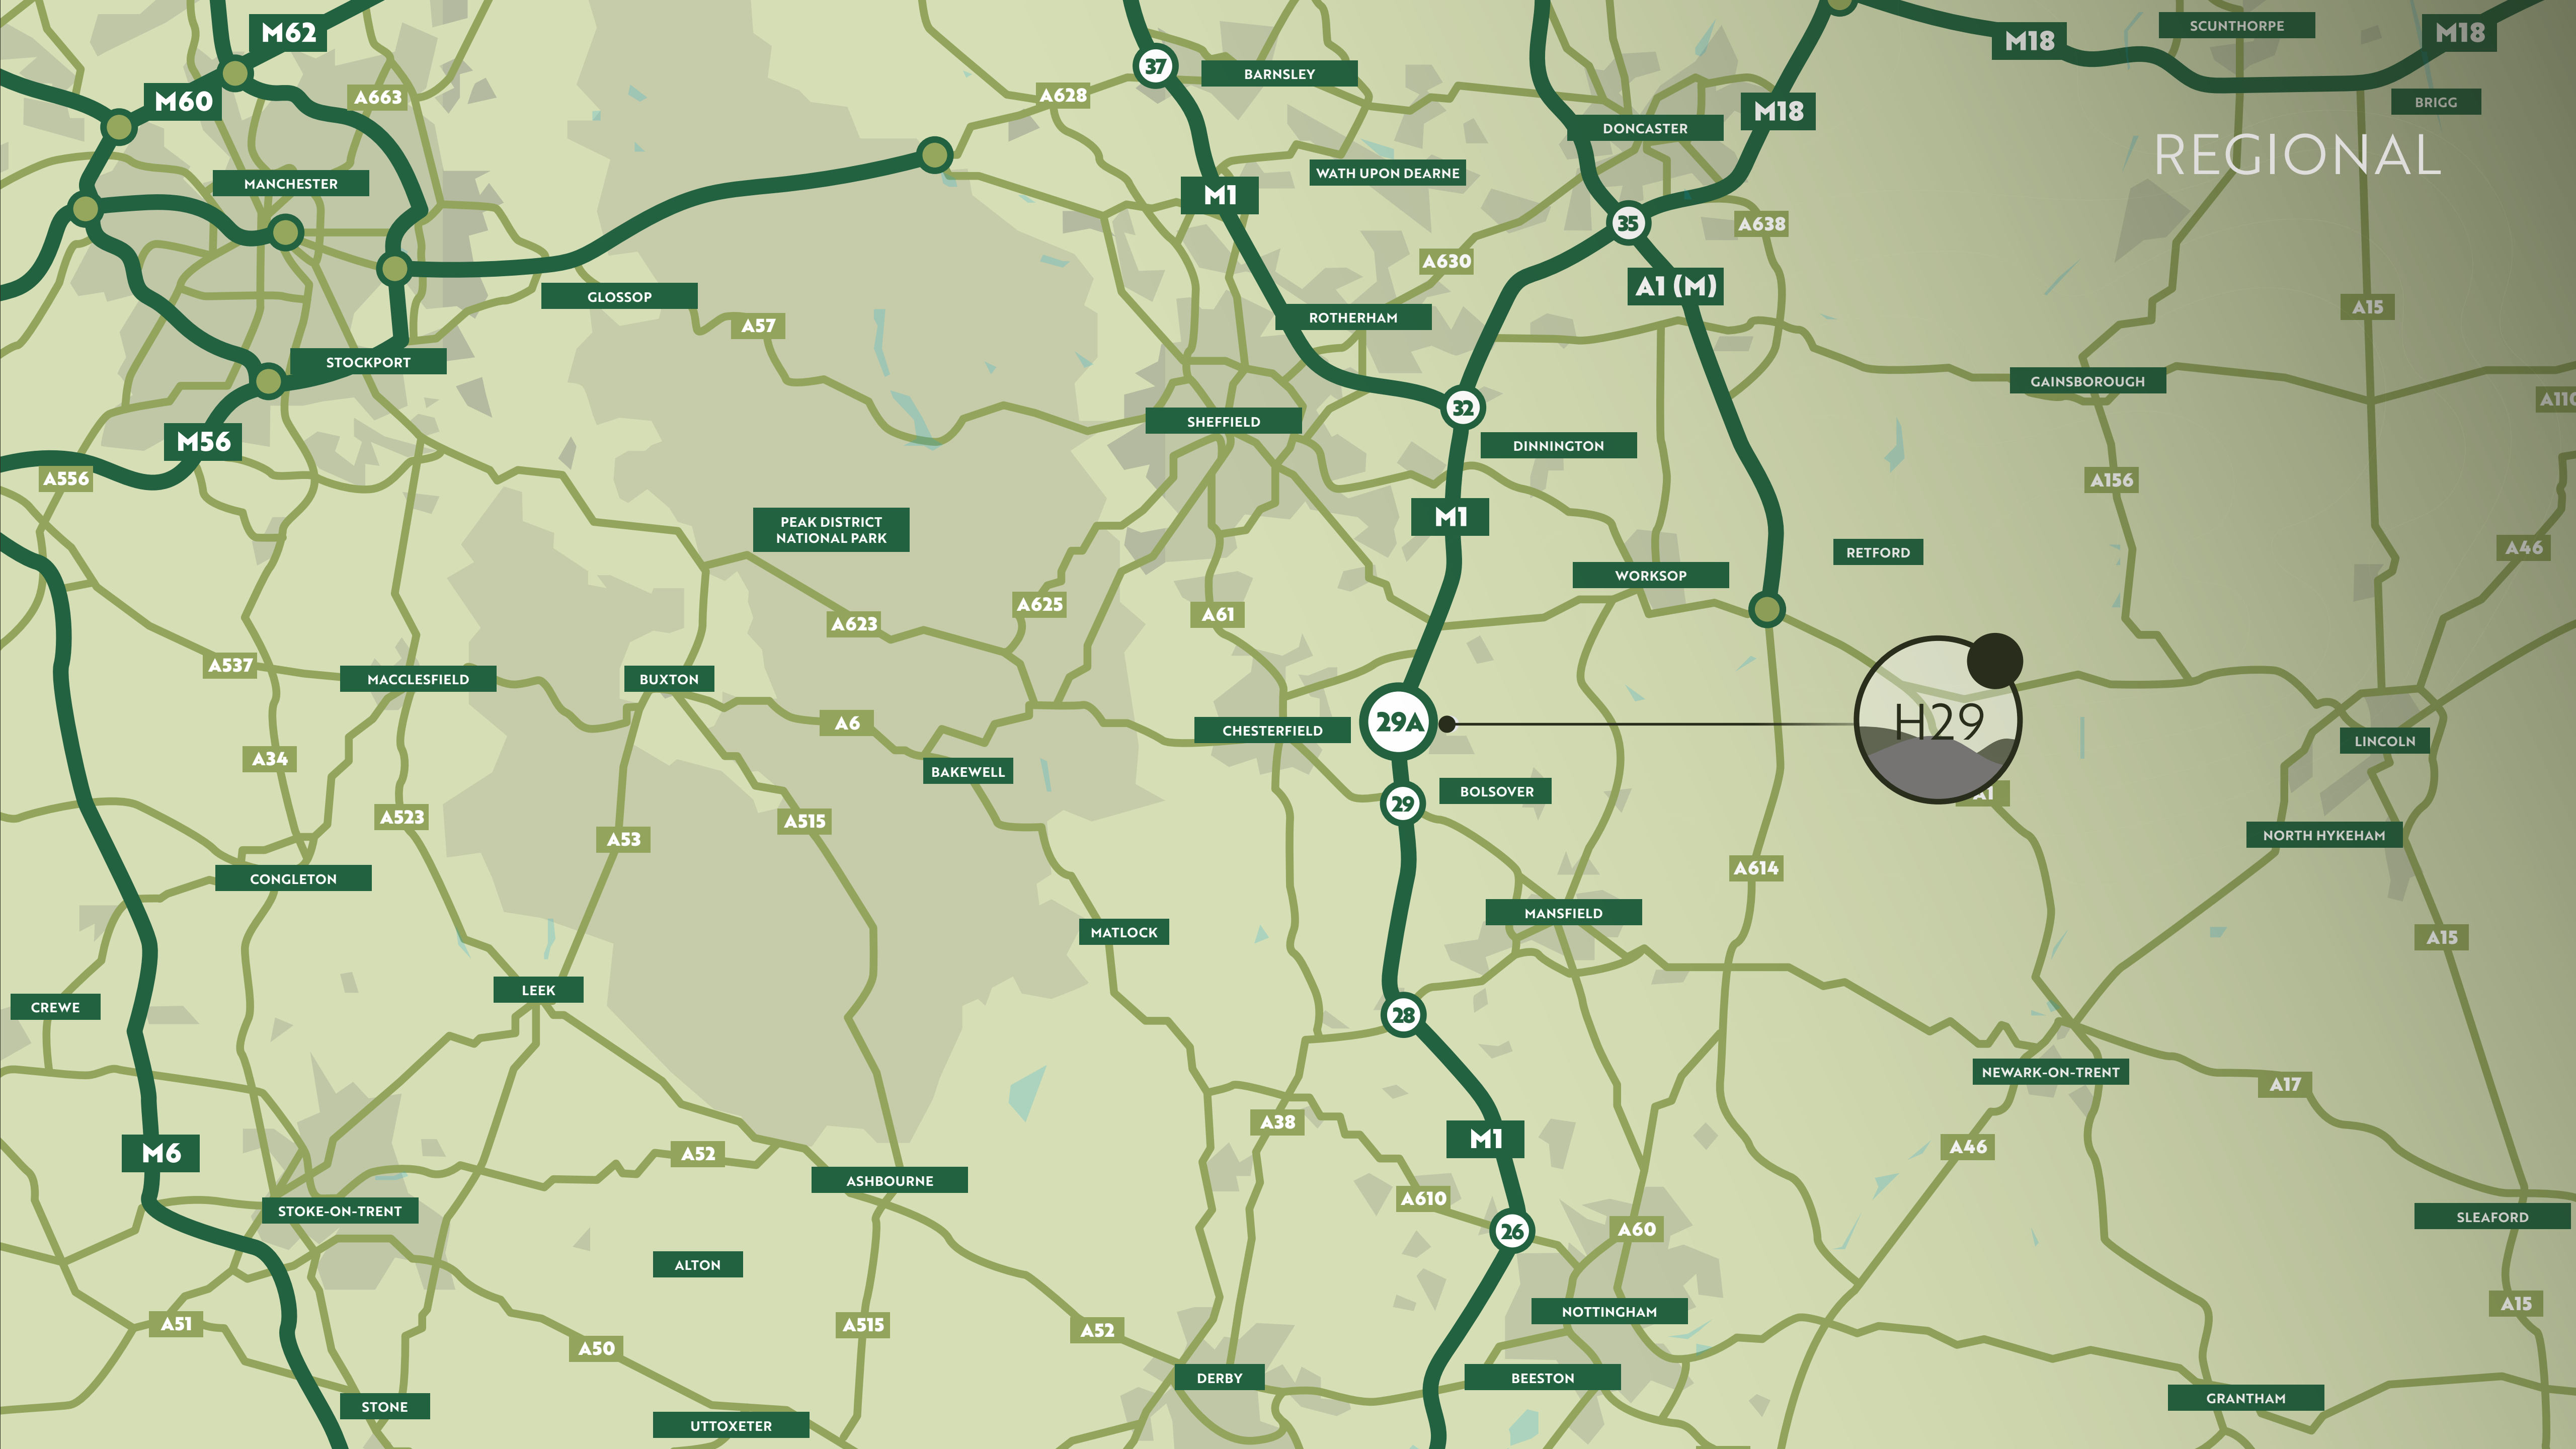 M62
SCUNTHORPE
M18
M18
37
BARNSLEY
BRIGG
A628
A663
M60
M18
DONCASTER
REGIONAL
WATH UPON DEARNE
MANCHESTER
M1
35
A638
A630
A1 (M)
GLOSSOP
A15
ROTHERHAM
A57
STOCKPORT
GAINSBOROUGH
32
SHEFFIELD
M56
DINNINGTON
A556
A156
M1
PEAK DISTRICT
NATIONAL PARK
A46
RETFORD
WORKSOP
A625
A61
A623
A537
MACCLESFIELD
BUXTON
A6
29A
H29
CHESTERFIELD
LINCOLN
A34
BAKEWELL
BOLSOVER
A1
29
A523
A515
A53
NORTH HYKEHAM
A614
CONGLETON
MANSFIELD
MATLOCK
A15
LEEK
CREWE
28
NEWARK-ON-TRENT
A17
A38
M1
A46
M6
A52
ASHBOURNE
A610
STOKE-ON-TRENT
SLEAFORD
26
A60
ALTON
A15
NOTTINGHAM
A51
A515
A52
A50
DERBY
BEESTON
GRANTHAM
STONE
UTTOXETER